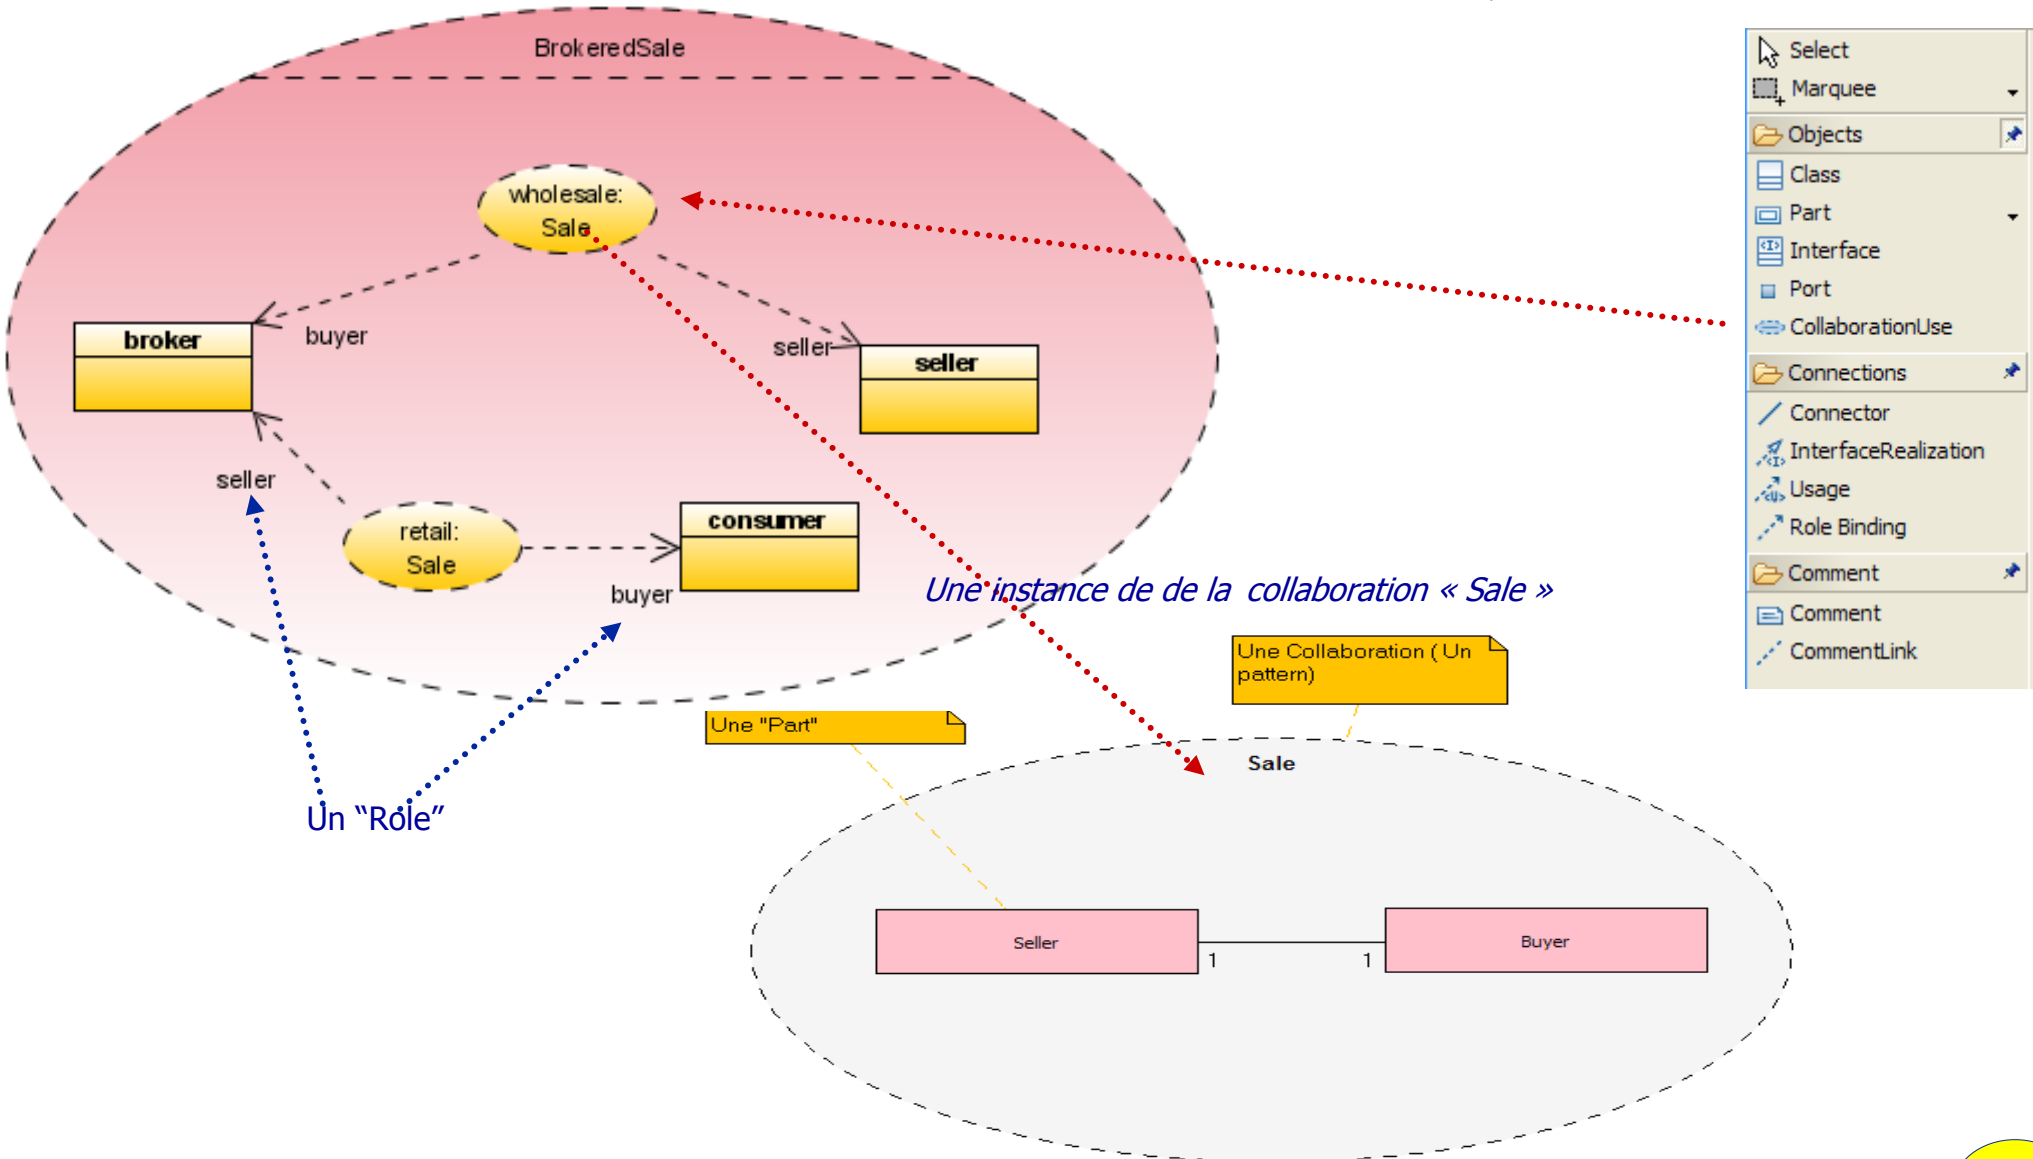 BrokeredSale
wholesale:
Sale
broker
buyer
seller
seller
seller
retail:
Sale
consumer
buyer
Un “Role”
Une instance de de la collaboration « Sale »
Une Collaboration ( Un
pattern)
Une "Part"
Sale
Seller
1
1
Buyer
Select
Marquee
Objects
Class
Part
Interface
Port
CollaborationUse
Connections
Connector
InterfaceRealization
Usage
Role Binding
Comment
Comment
CommentLink